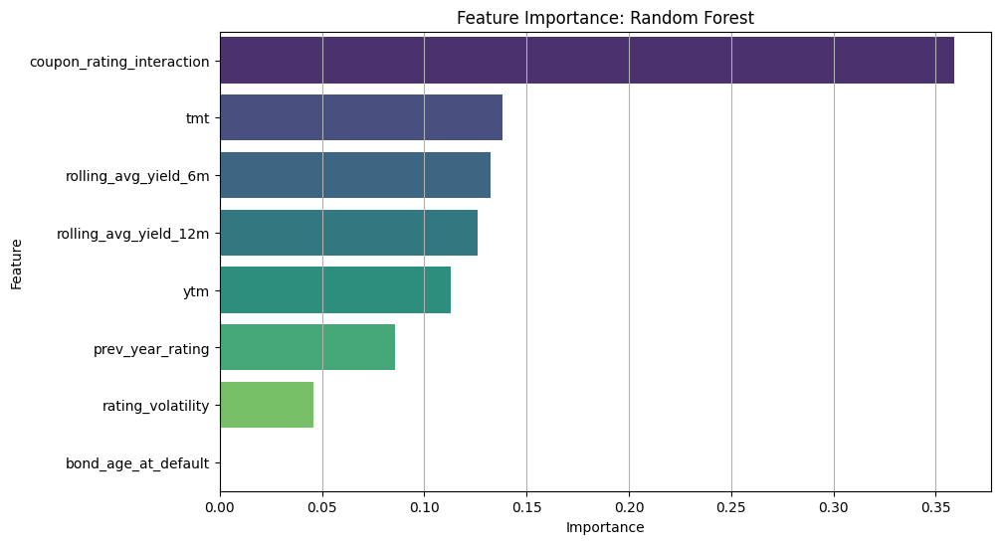 Feature Importance: Random Forest
Feature
coupon_rating_interaction
tmt
rolling_avg_yield_6m
rolling_avg_yield_12m
ytm
prev_year_rating
rating_volatility
bond_age_at_default
0.00 0.05 0.10 0.15 0.20 0.25 0.30 0.35
Importance